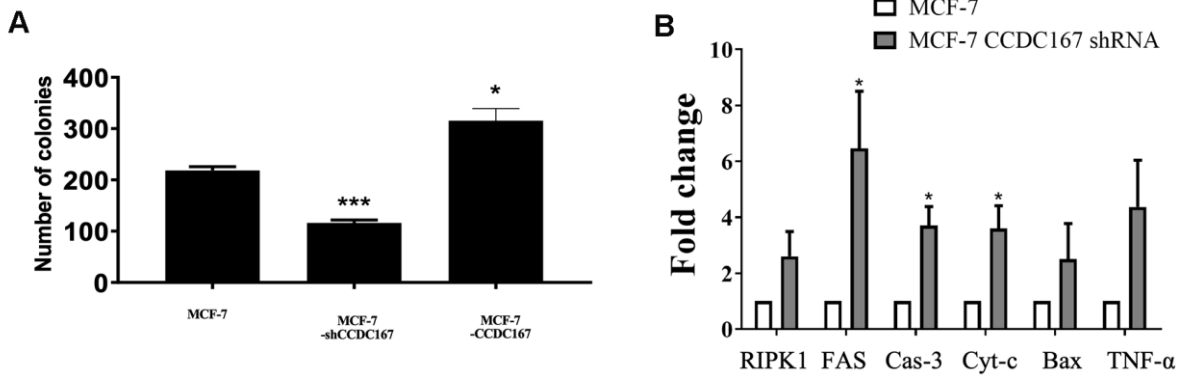 A
Number of colonies
400
300
200
100
0
***
*
MCF-7
MCF-7
-shCCDC167
MCF-7
-CCDC167
B
MCF-7
MCF-7 CCDC167 shRNA
Fold change
10
8
6
4
2
0
*
*
*
RIPK1 FAS Cas-3 Cyt-c Bax TNF-α